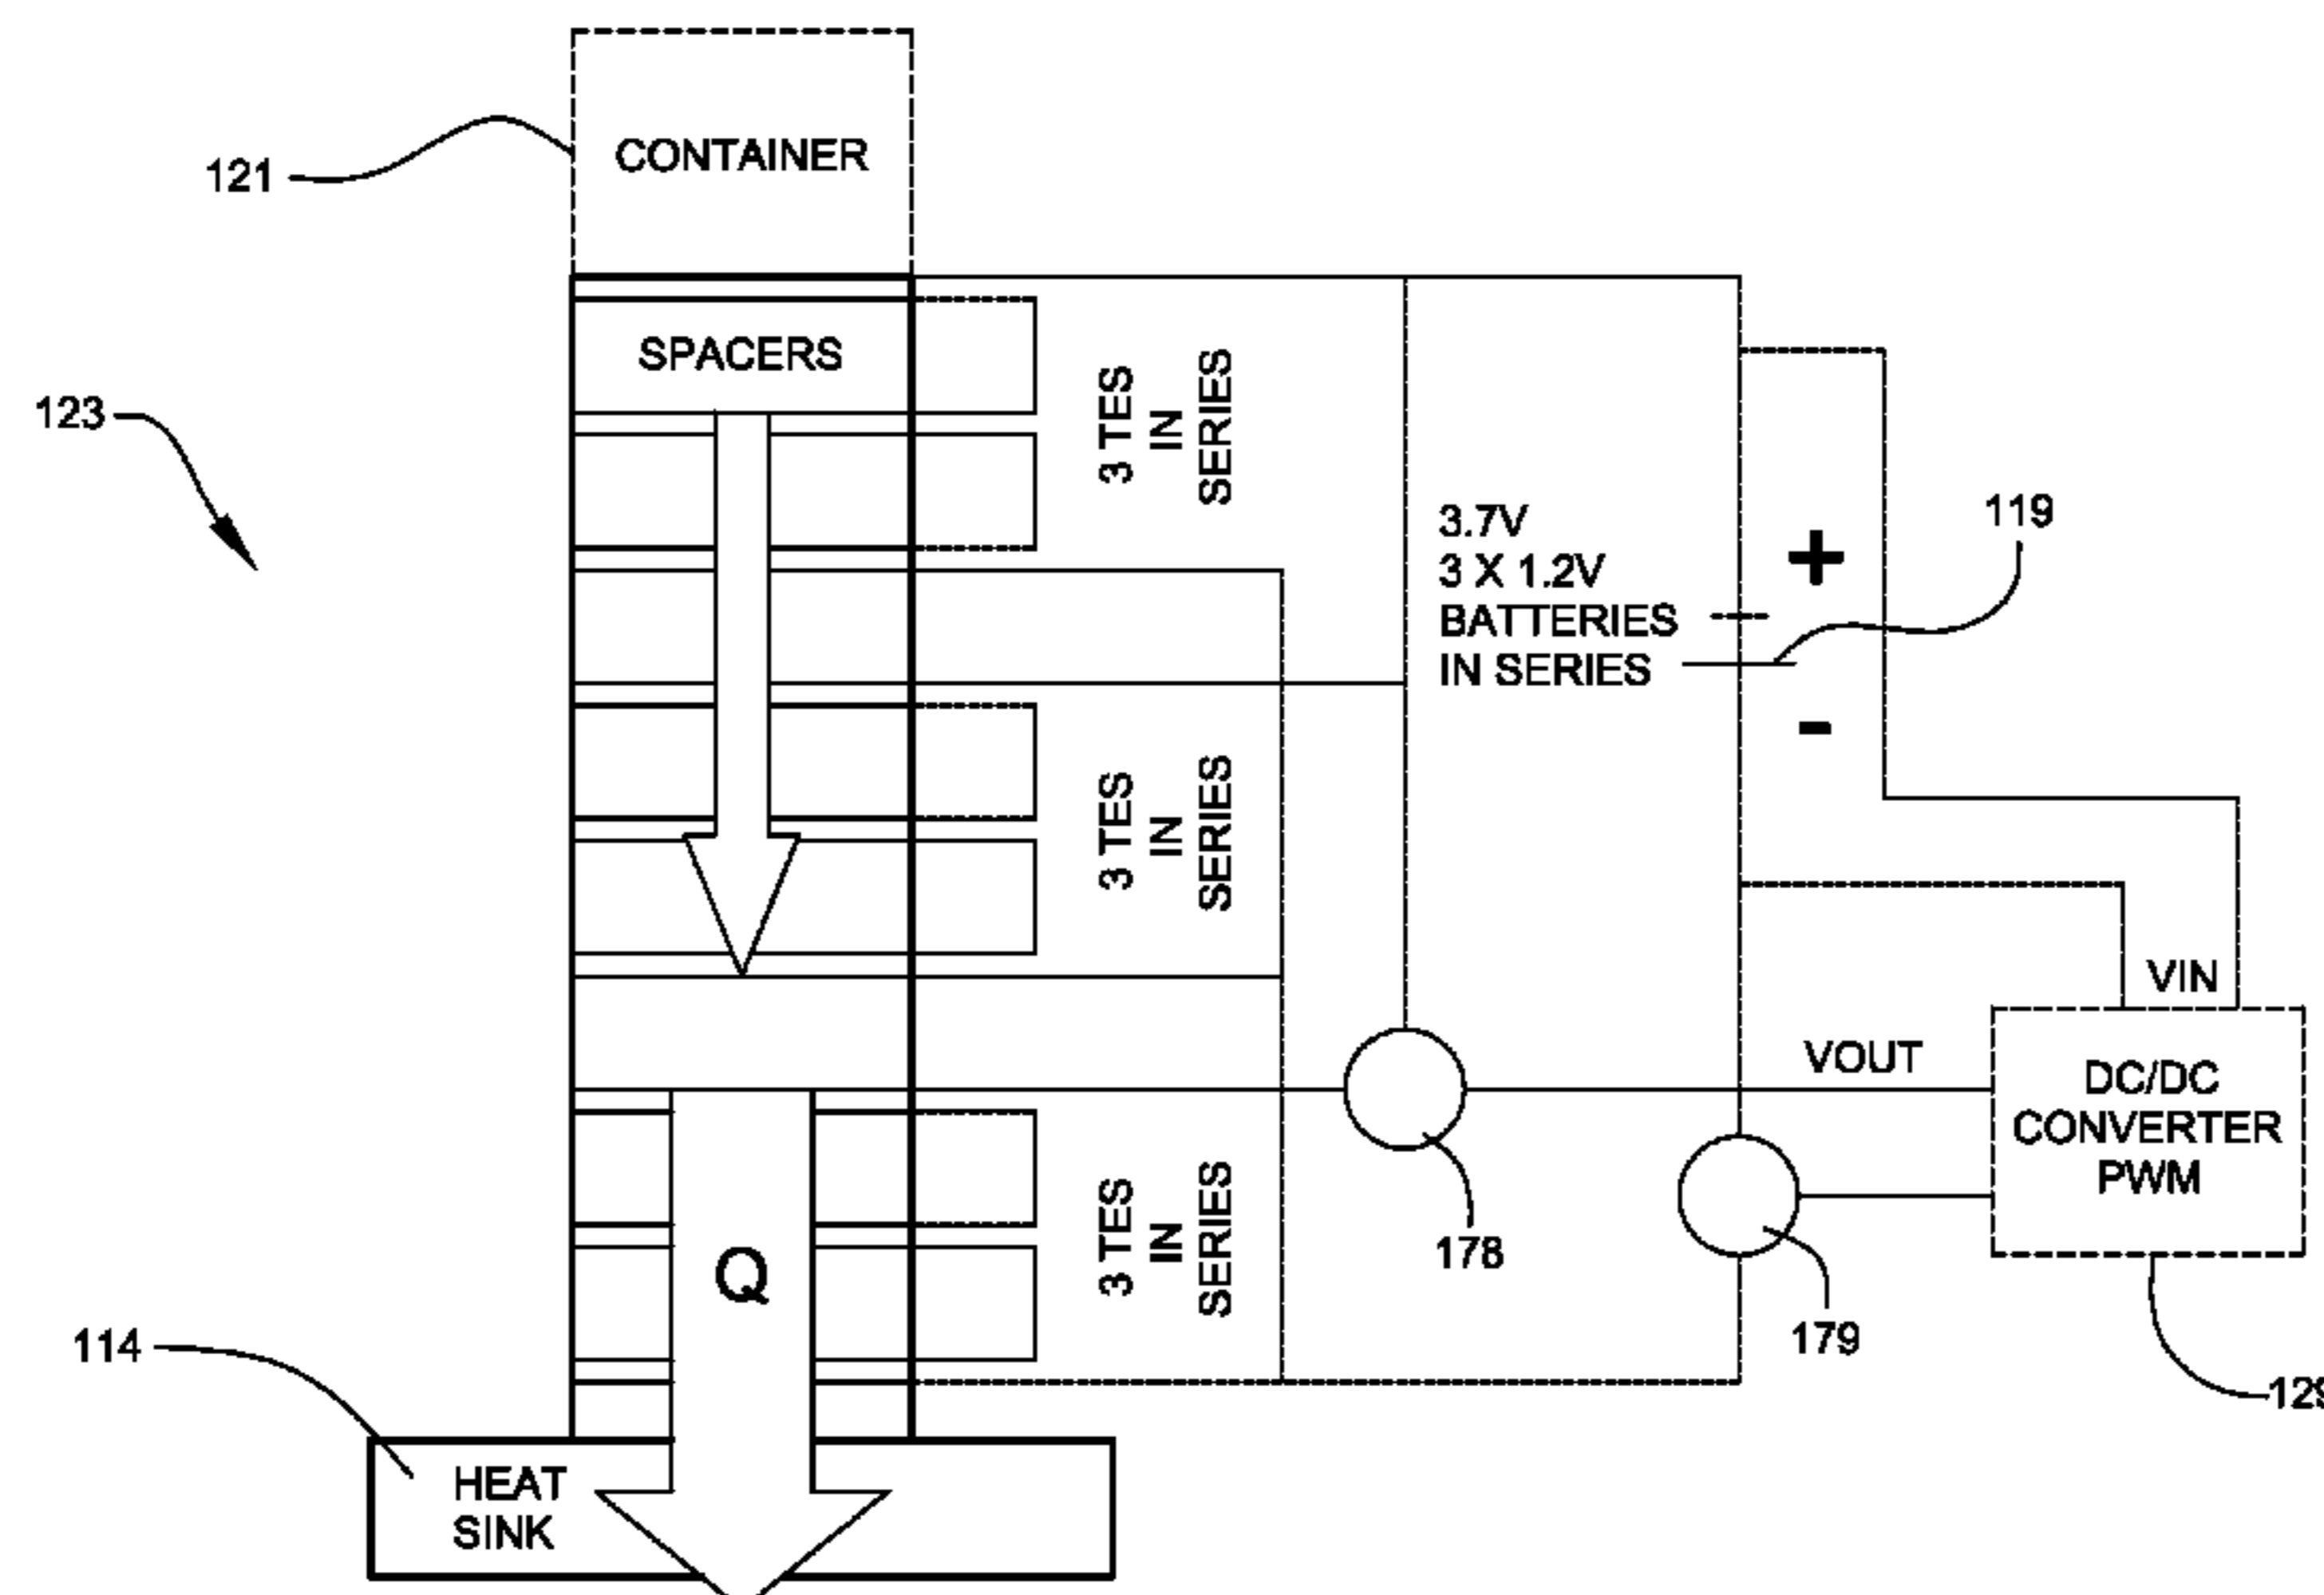 CONTAINER
121
SPACERS
123
3 TES
IN
SERIES
3.7V
3 X 1.2V
BATTERIES
IN SERIES
+
-
119
3 TES
IN
SERIES
VIN
VOUT
DC/DC
CONVERTER
PWM
3 TES
IN
SERIES
178
179
129
Q
114
HEAT
SINK